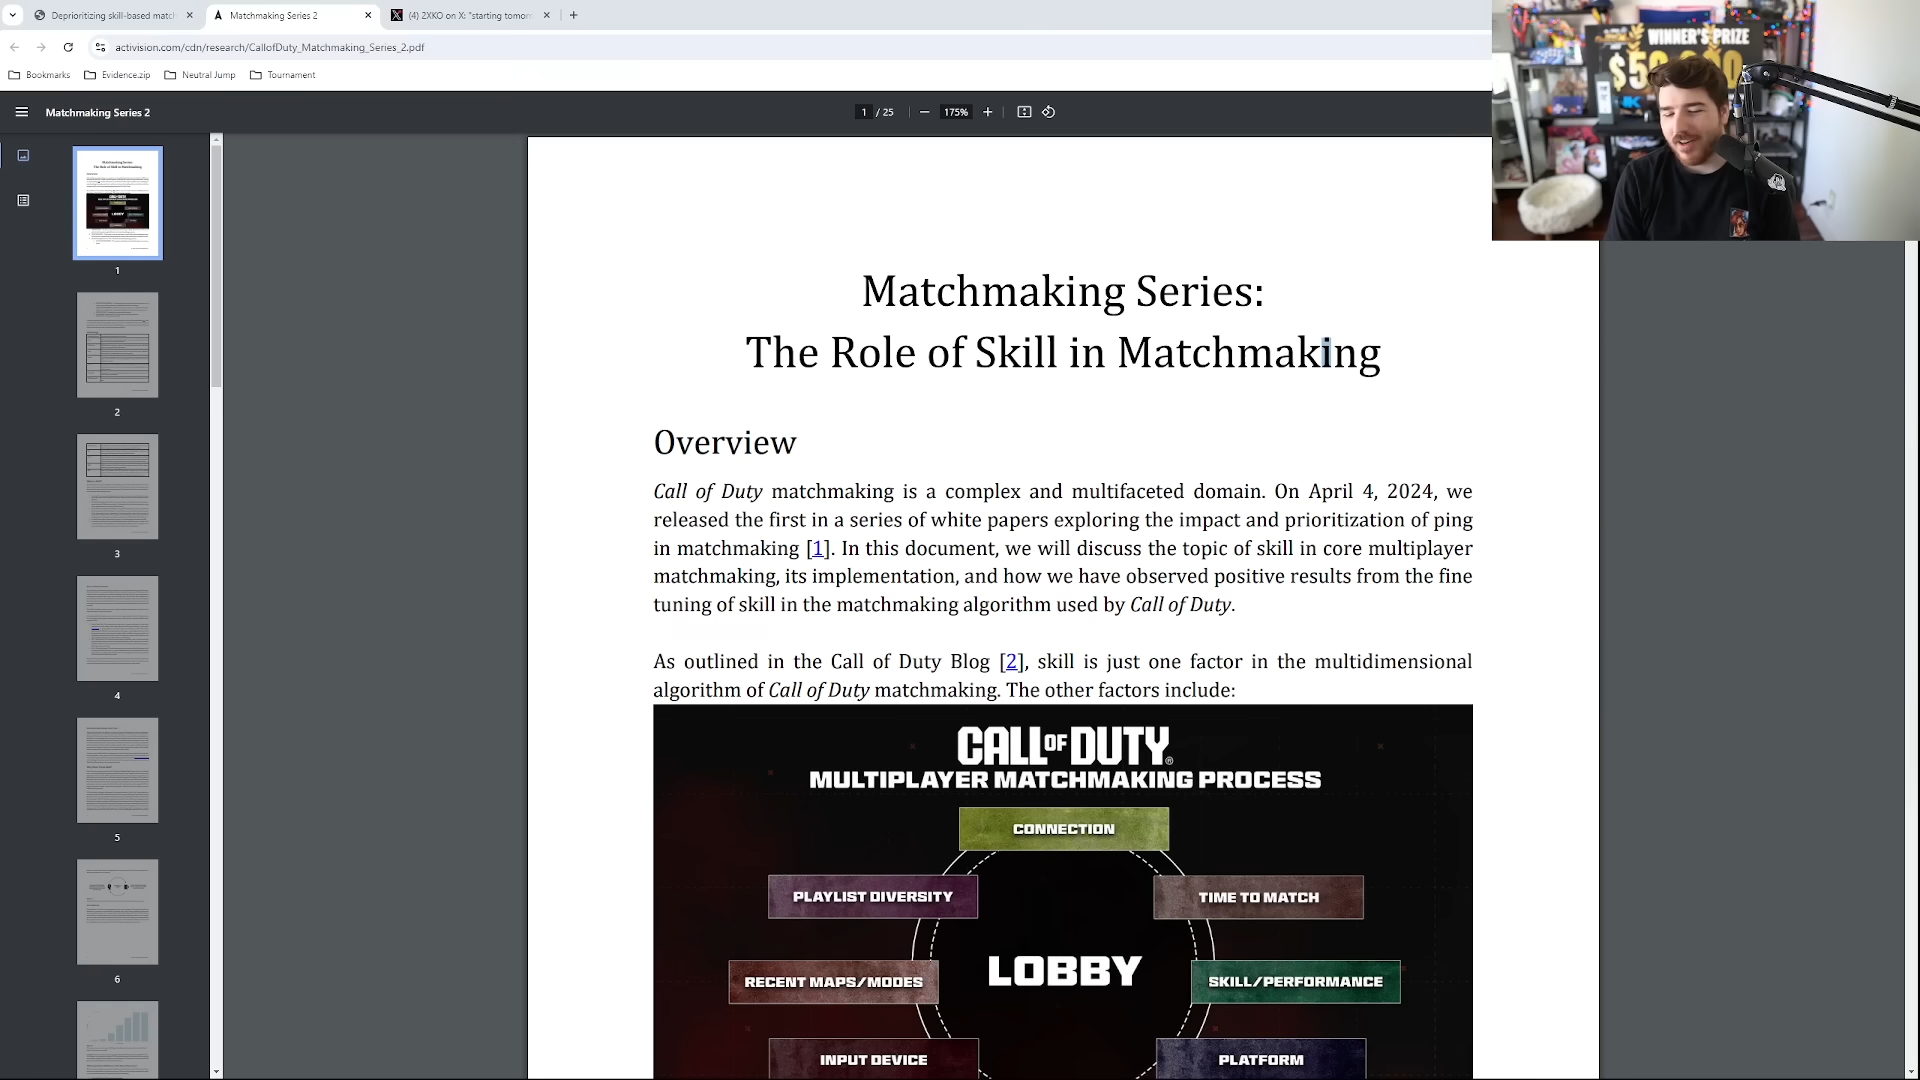 Deprioritizing skill-based match
Matchmaking Series 2
(4) 2XKO on X: "starting tomorr
activision.com/cdn/research/CallofDuty_Matchmaking_Series_2.pdf
Bookmarks
Evidence.zip
Neutral Jump
Tournament
WINNER'S PRIZE
Matchmaking Series 2
1 / 25
175%
1
2
3
4
5
6
Matchmaking Series:
The Role of Skill in Matchmaking
Overview
Call of Duty matchmaking is a complex and multifaceted domain. On April 4, 2024, we
released the first in a series of white papers exploring the impact and prioritization of ping
in matchmaking [1]. In this document, we will discuss the topic of skill in core multiplayer
matchmaking, its implementation, and how we have observed positive results from the fine
tuning of skill in the matchmaking algorithm used by Call of Duty.
As outlined in the Call of Duty Blog [2], skill is just one factor in the multidimensional
algorithm of Call of Duty matchmaking. The other factors include:
CALL OF DUTY®
MULTIPLAYER MATCHMAKING PROCESS
CONNECTION
PLAYLIST DIVERSITY
TIME TO MATCH
LOBBY
RECENT MAPS/MODES
SKILL/PERFORMANCE
INPUT DEVICE
PLATFORM